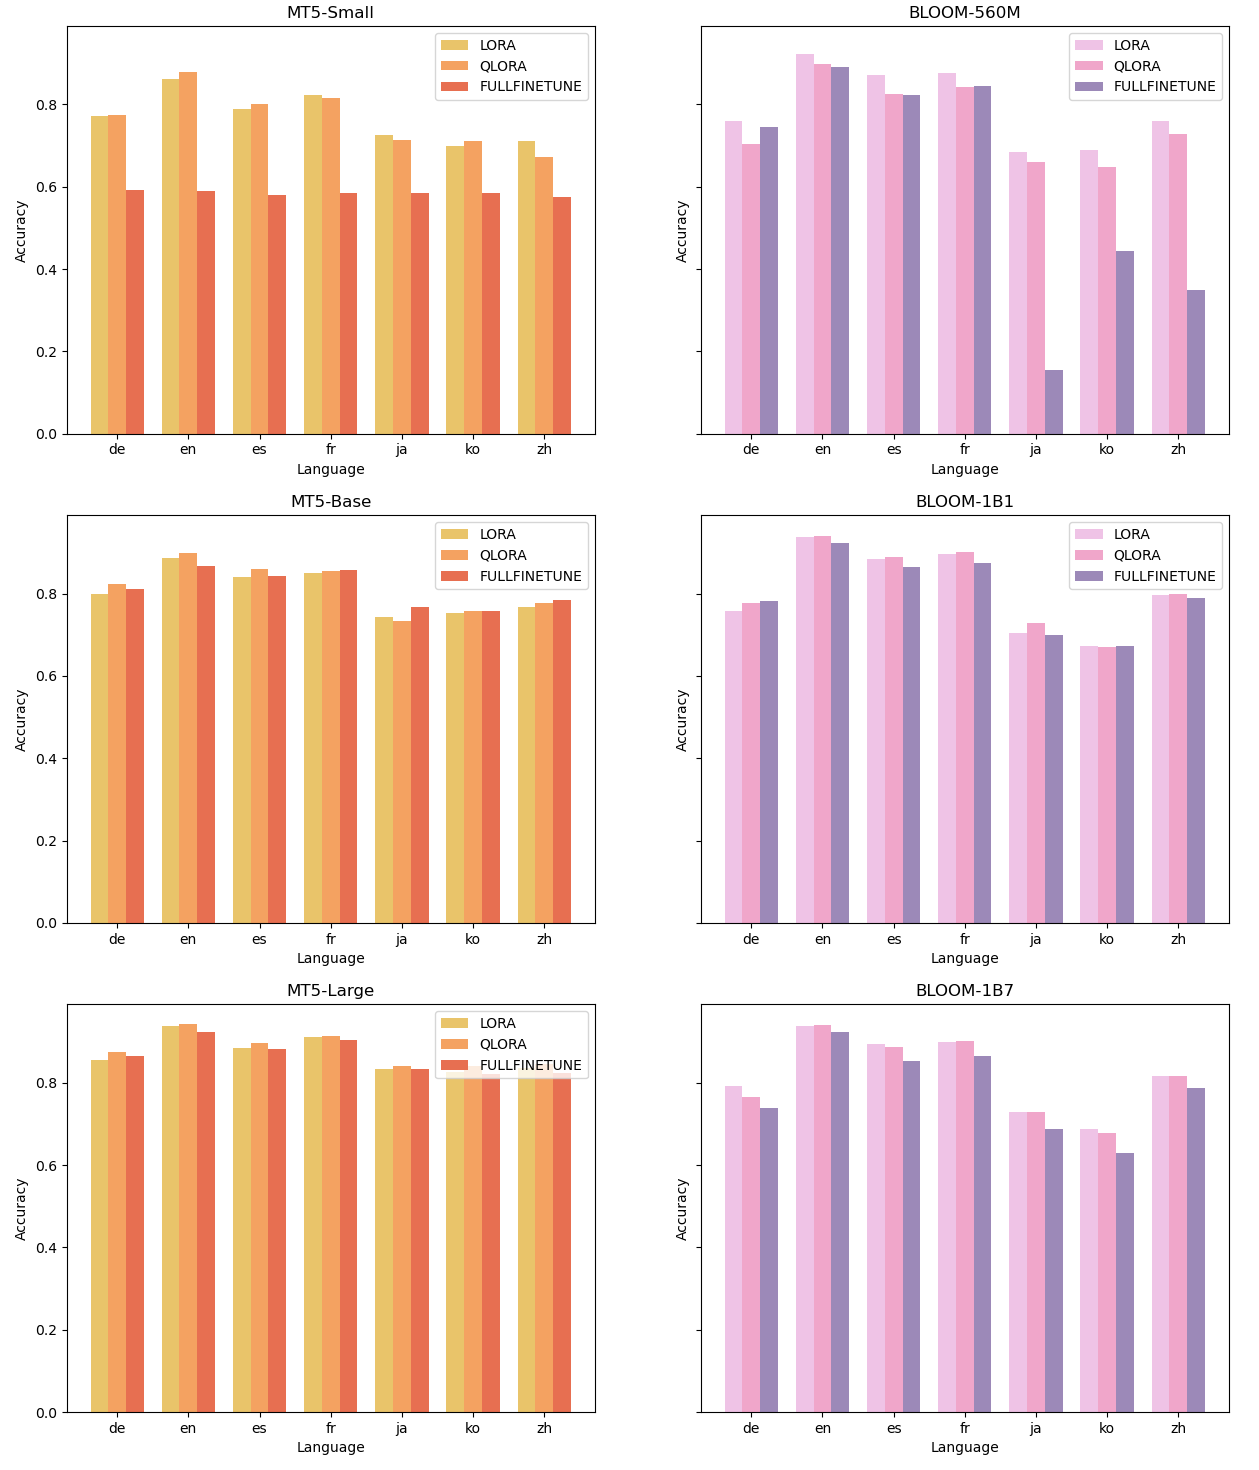 MT5-Small
LORA
QLORA
FULLFINETUNE
0.8
0.6
0.4
0.2
0.0
Accuracy
de en es fr ja ko zh
Language
BLOOM-560M
LORA
QLORA
FULLFINETUNE
Accuracy
de en es fr ja ko zh
Language
MT5-Base
LORA
QLORA
FULLFINETUNE
0.8
0.6
0.4
0.2
0.0
Accuracy
de en es fr ja ko zh
Language
BLOOM-1B1
LORA
QLORA
FULLFINETUNE
Accuracy
de en es fr ja ko zh
Language
MT5-Large
LORA
QLORA
FULLFINETUNE
0.8
0.6
0.4
0.2
0.0
Accuracy
de en es fr ja ko zh
Language
BLOOM-1B7
Accuracy
de en es fr ja ko zh
Language